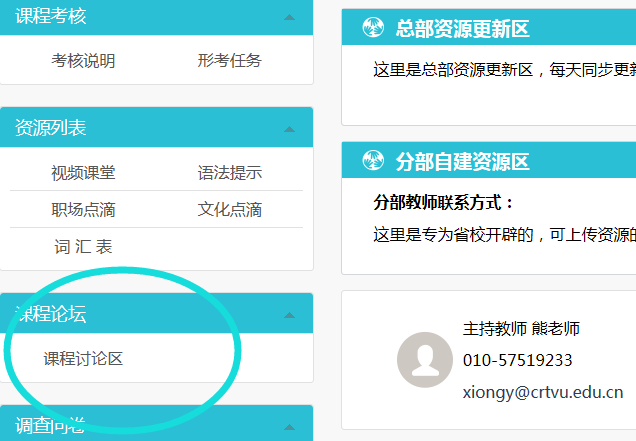 课程考核
考核说明 形考任务
资源列表
视频课堂 语法提示
职场点滴 文化点滴
词 汇 表
课程论坛
课程讨论区
调查问卷
总部资源更新区
这里是总部资源更新区，每天同步更新
分部自建资源区
分部教师联系方式：
这里是专为省校开辟的，可上传资源的
主持教师 熊老师
010-57519233
xiongy@crtvu.edu.cn